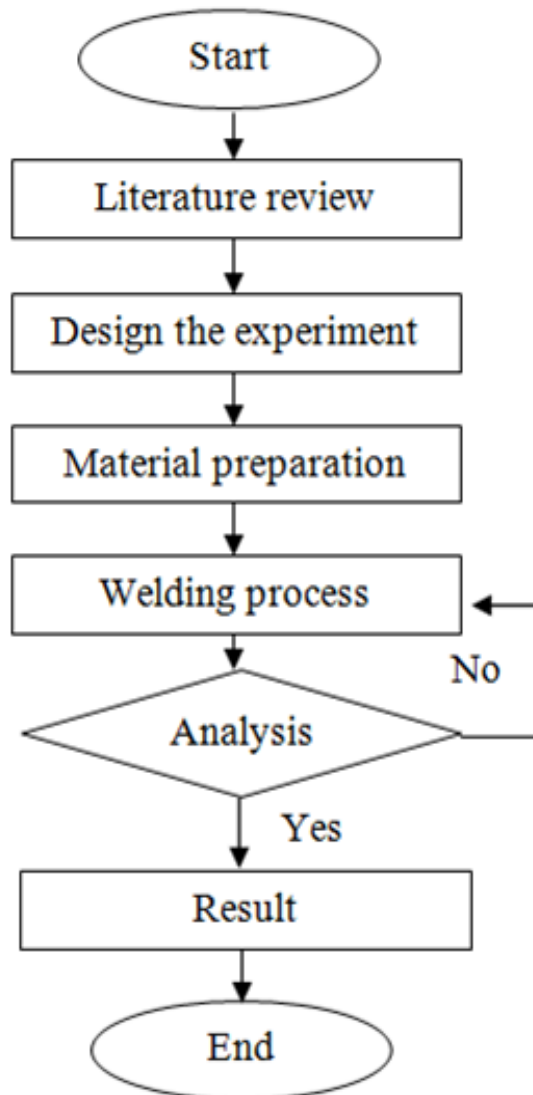 Start
Literature review
Design the experiment
Material preparation
Welding process
No
Analysis
Yes
Result
End